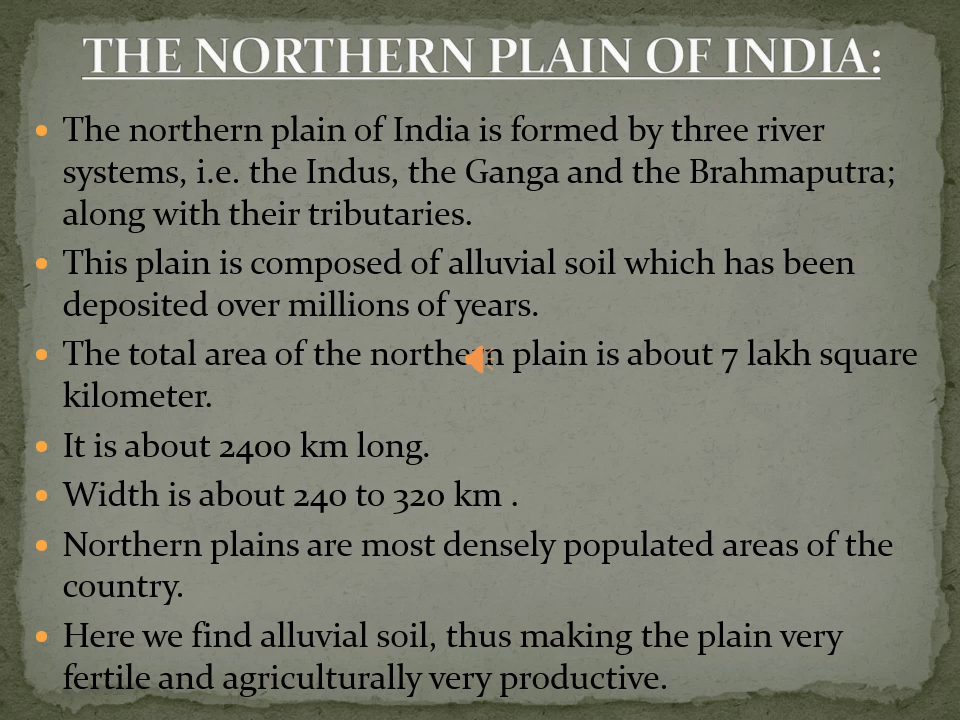 THE NORTHERN PLAIN OF INDIA:
• The northern plain of India is formed by three river
systems, i.e. the Indus, the Ganga and the Brahmaputra;
along with their tributaries.
• This plain is composed of alluvial soil which has been
deposited over millions of years.
• The total area of the northern plain is about 7 lakh square
kilometer.
• It is about 2400 km long.
• Width is about 240 to 320 km .
• Northern plains are most densely populated areas of the
country.
• Here we find alluvial soil, thus making the plain very
fertile and agriculturally very productive.